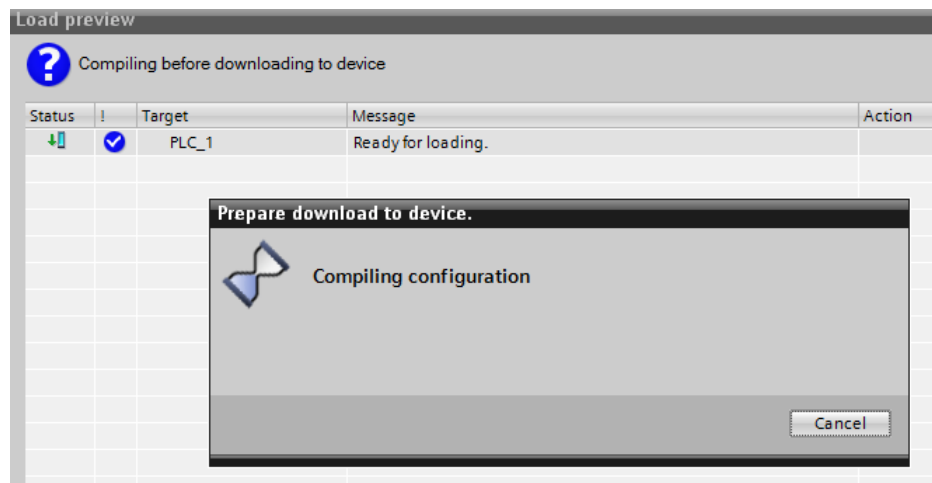 Load preview
Compiling before downloading to device
Status ! Target Message Action
PLC_1 Ready for loading.
Prepare download to device.
Compiling configuration
Cancel